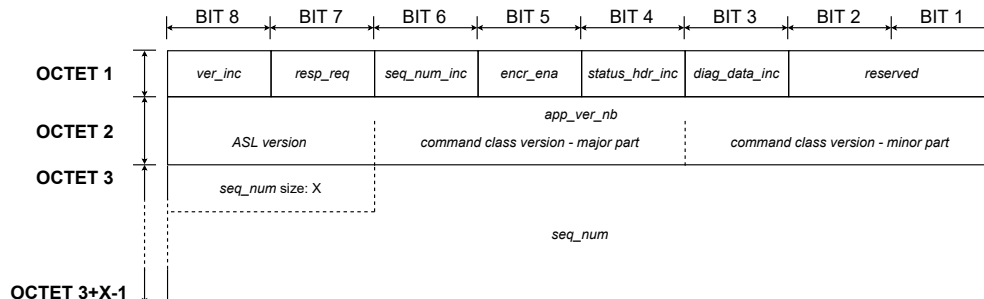 BIT 8 BIT 7 BIT 6 BIT 5 BIT 4 BIT 3 BIT 2 BIT 1
OCTET 1 ver_inc resp_req seq_num_inc encr_ena status_hdr_inc diag_data_inc reserved
app_ver_nb
OCTET 2
ASL version command class version - major part command class version - minor part
OCTET 3
seq_num size: X
seq_num
OCTET 3+X-1